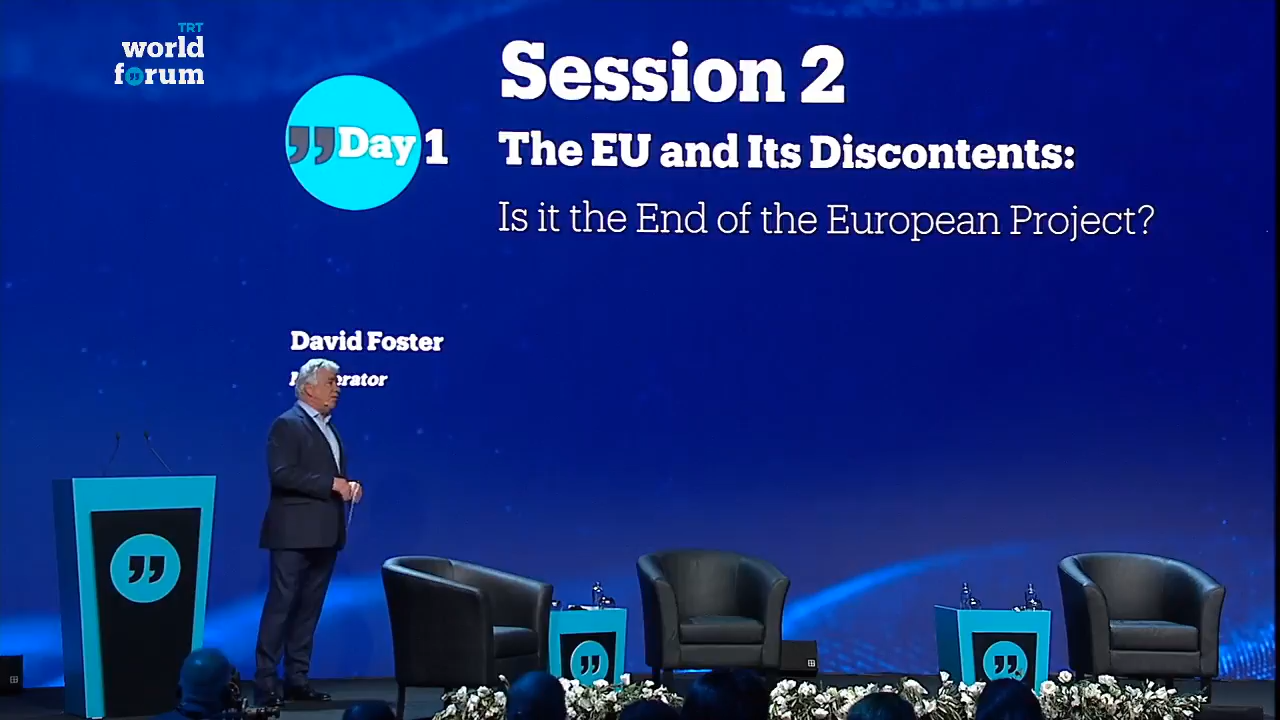 TRT
world
forum
Session 2
Day 1
The EU and Its Discontents:
Is it the End of the European Project?
David Foster